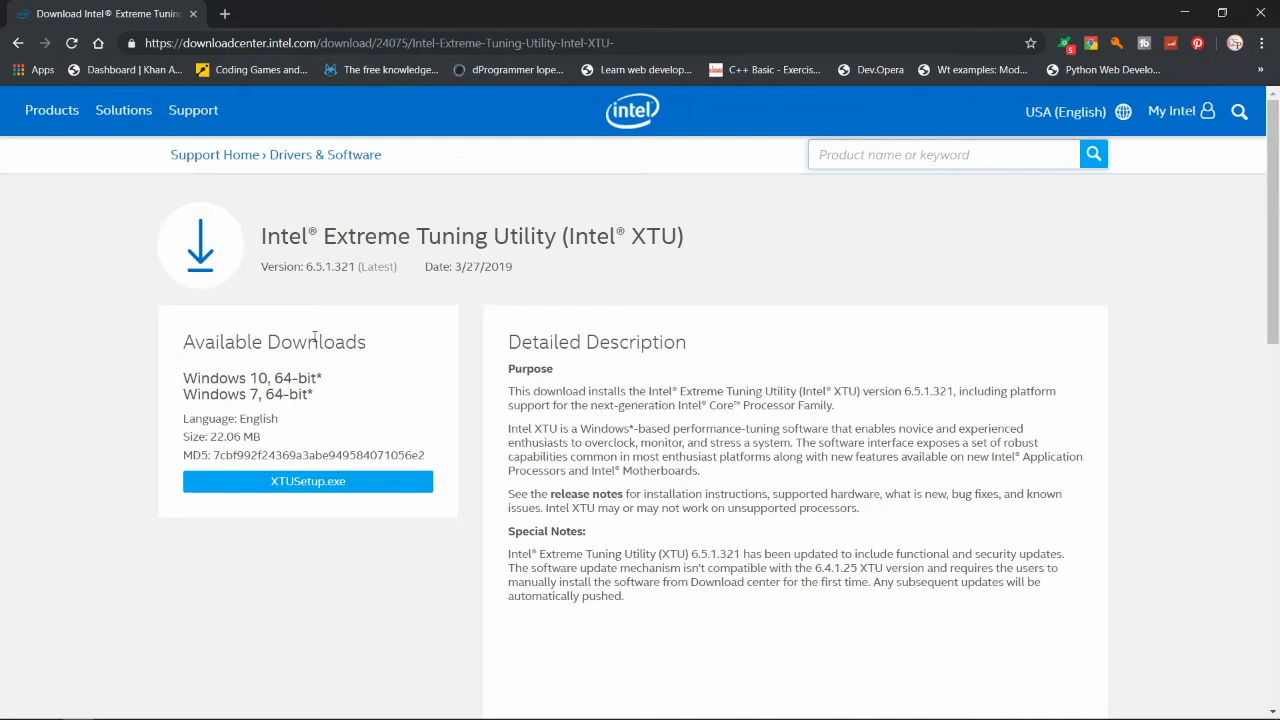 Download Intel® Extreme Tuning
https://downloadcenter.intel.com/download/24075/Intel-Extreme-Tuning-Utility-Intel-XTU-
5
Apps
Dashboard | Khan A...
Coding Games and...
The free knowledge...
dProgrammer lope...
Learn web develop...
C++ Basic - Exercis...
Dev.Opera
Wt examples: Mod...
Python Web Develo...
»
Products
Solutions
Support
intel
USA (English)
My Intel
Support Home › Drivers & Software
Product name or keyword
Intel® Extreme Tuning Utility (Intel® XTU)
Version: 6.5.1.321 (Latest)
Date: 3/27/2019
Available Downloads
Windows 10, 64-bit*
Windows 7, 64-bit*
Language: English
Size: 22.06 MB
MD5: 7cbf992f24369a3abe949584071056e2
XTUSetup.exe
Detailed Description
Purpose
This download installs the Intel® Extreme Tuning Utility (Intel® XTU) version 6.5.1.321, including platform
support for the next-generation Intel® Core™ Processor Family.
Intel XTU is a Windows*-based performance-tuning software that enables novice and experienced
enthusiasts to overclock, monitor, and stress a system. The software interface exposes a set of robust
capabilities common in most enthusiast platforms along with new features available on new Intel® Application
Processors and Intel® Motherboards.
See the release notes for installation instructions, supported hardware, what is new, bug fixes, and known
issues. Intel XTU may or may not work on unsupported processors.
Special Notes:
Intel® Extreme Tuning Utility (XTU) 6.5.1.321 has been updated to include functional and security updates.
The software update mechanism isn't compatible with the 6.4.1.25 XTU version and requires the users to
manually install the software from Download center for the first time. Any subsequent updates will be
automatically pushed.